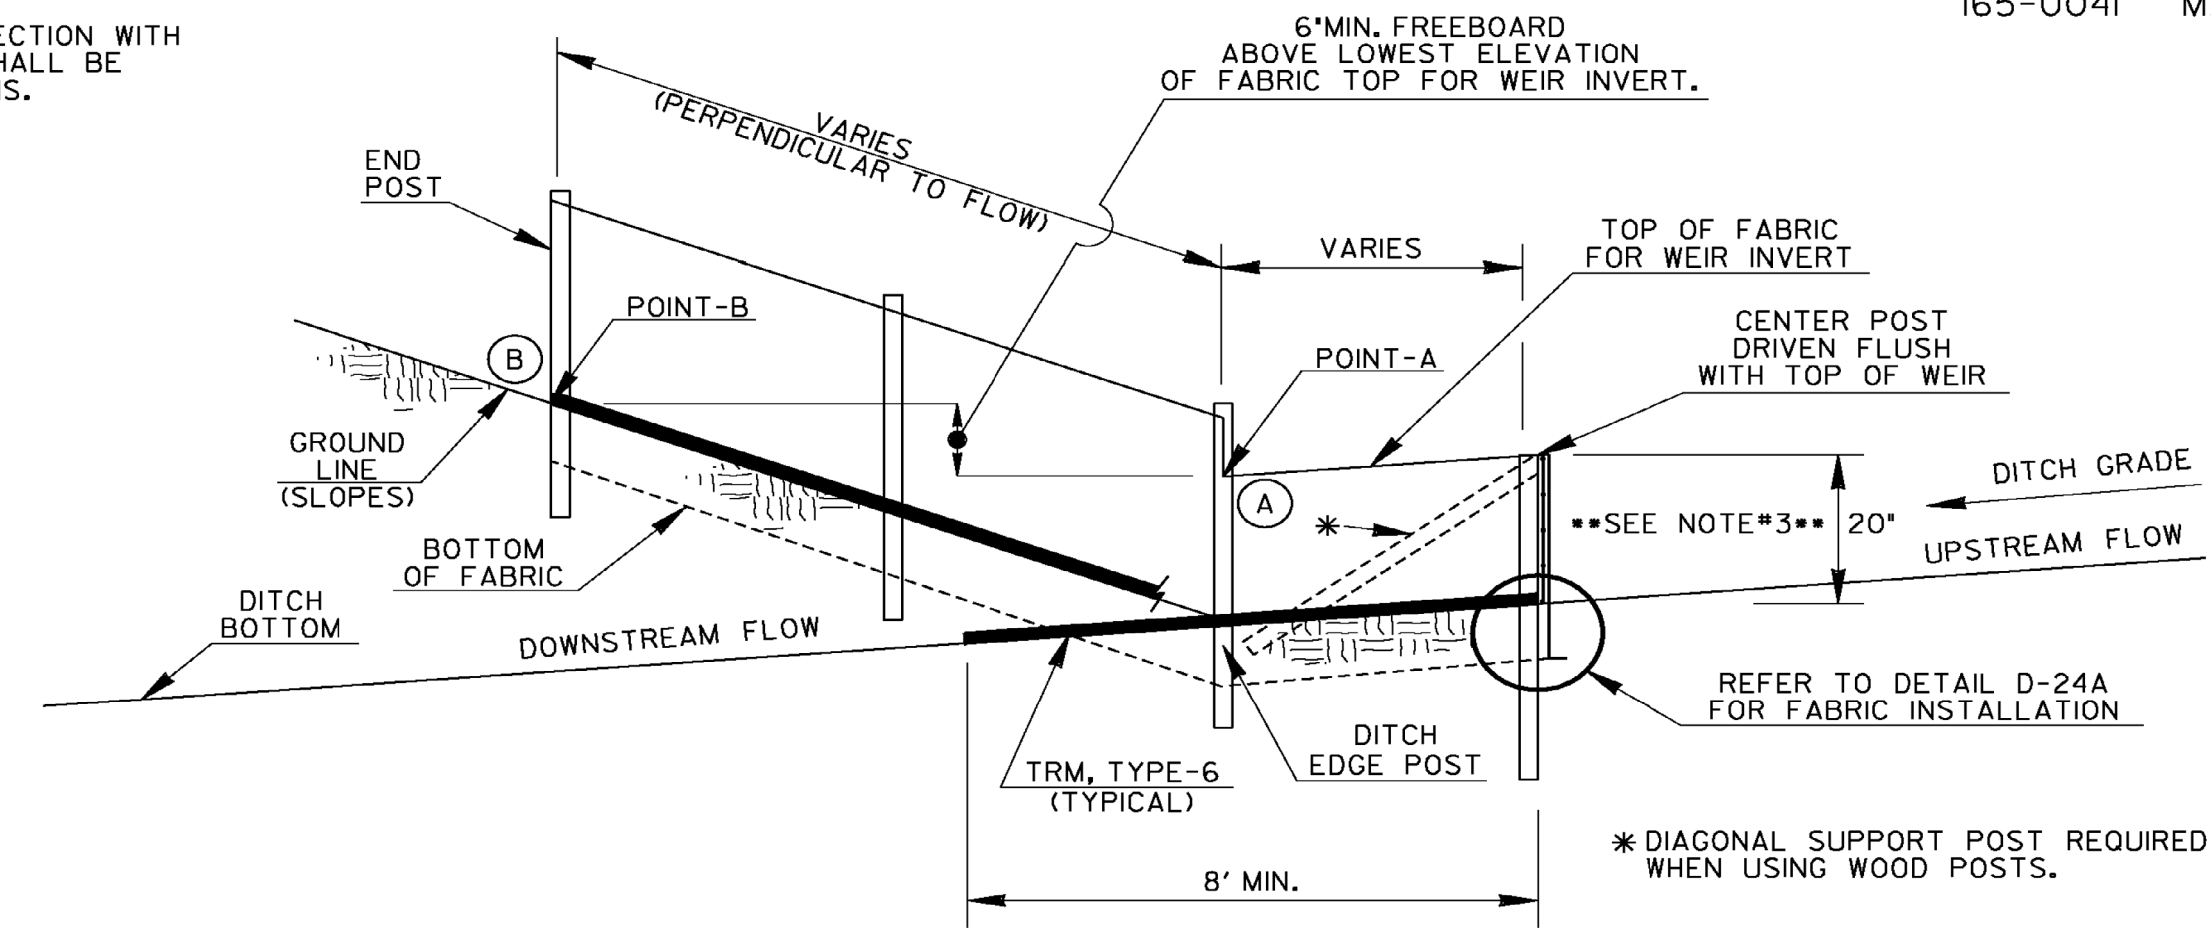 ECTION WITH
HALL BE
NS.
165-0041 M
6"MIN. FREEBOARD
ABOVE LOWEST ELEVATION
OF FABRIC TOP FOR WEIR INVERT.
VARIES
(PERPENDICULAR TO FLOW)
END
POST
VARIES
TOP OF FABRIC
FOR WEIR INVERT
POINT-B
B
POINT-A
CENTER POST
DRIVEN FLUSH
WITH TOP OF WEIR
GROUND
LINE
(SLOPES)
A
*
**SEE NOTE#3** 20"
DITCH GRADE
UPSTREAM FLOW
BOTTOM
OF FABRIC
DITCH
BOTTOM
DOWNSTREAM FLOW
TRM, TYPE-6
(TYPICAL)
DITCH
EDGE POST
REFER TO DETAIL D-24A
FOR FABRIC INSTALLATION
8' MIN.
* DIAGONAL SUPPORT POST REQUIRED
WHEN USING WOOD POSTS.